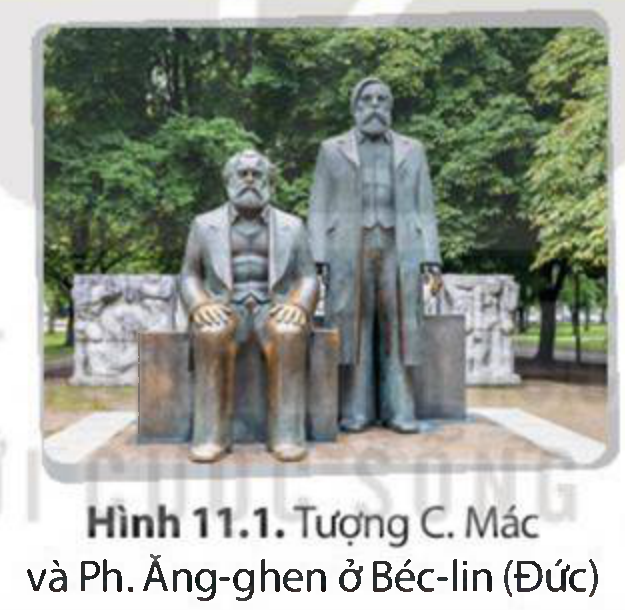 Hình 11.1. Tượng C. Mác
và Ph. Ăng-ghen ở Béc-lin (Đức)